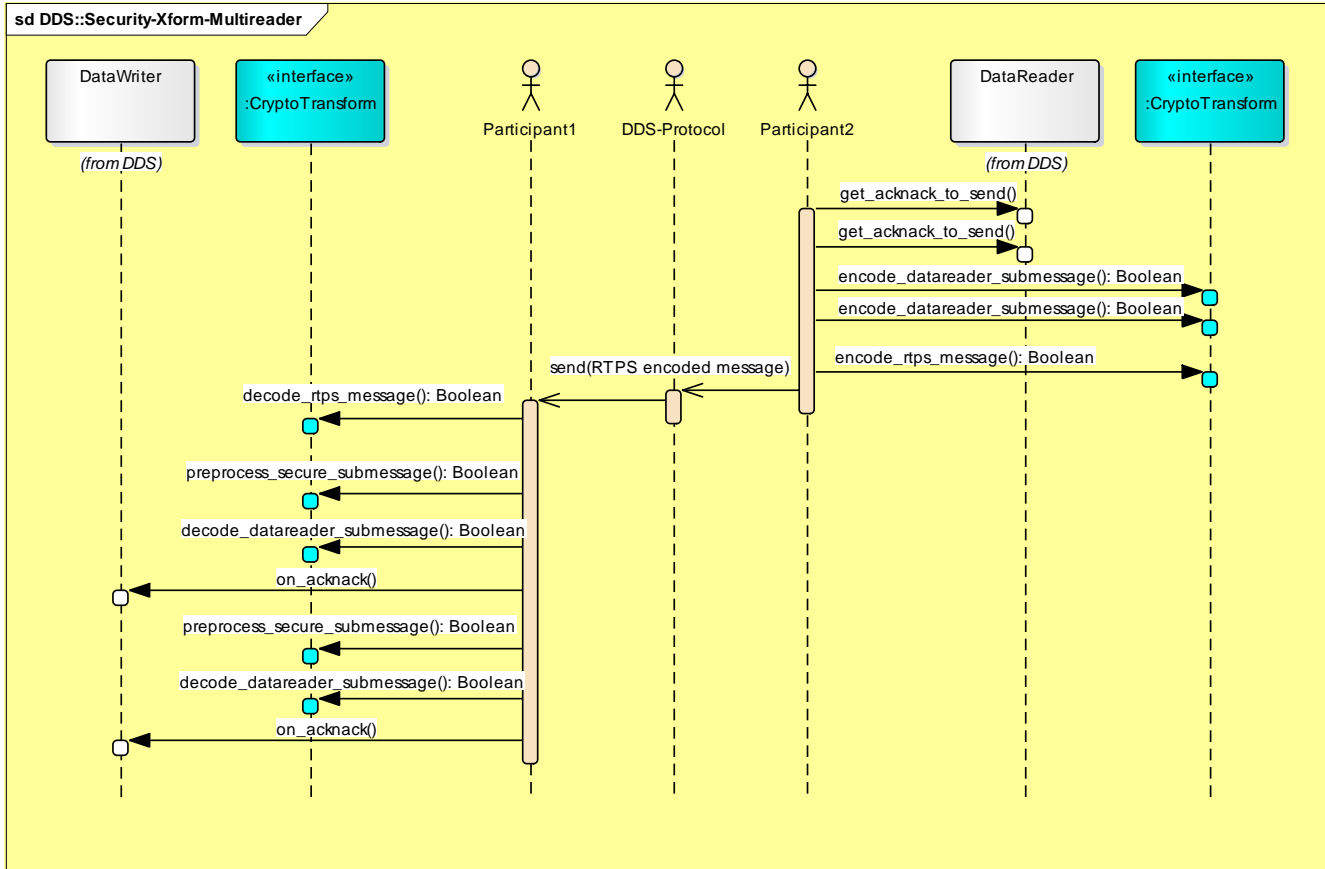 sd DDS::Security-Xform-Multireader
DataWriter
(from DDS)
«interface»
:CryptoTransform
Participant1
DDS-Protocol
Participant2
DataReader
(from DDS)
«interface»
:CryptoTransform
get_acknack_to_send()
get_acknack_to_send()
encode_datareader_submessage(): Boolean
encode_datareader_submessage(): Boolean
encode_rtps_message(): Boolean
send(RTPS encoded message)
decode_rtps_message(): Boolean
preprocess_secure_submessage(): Boolean
decode_datareader_submessage(): Boolean
on_acknack()
preprocess_secure_submessage(): Boolean
decode_datareader_submessage(): Boolean
on_acknack()